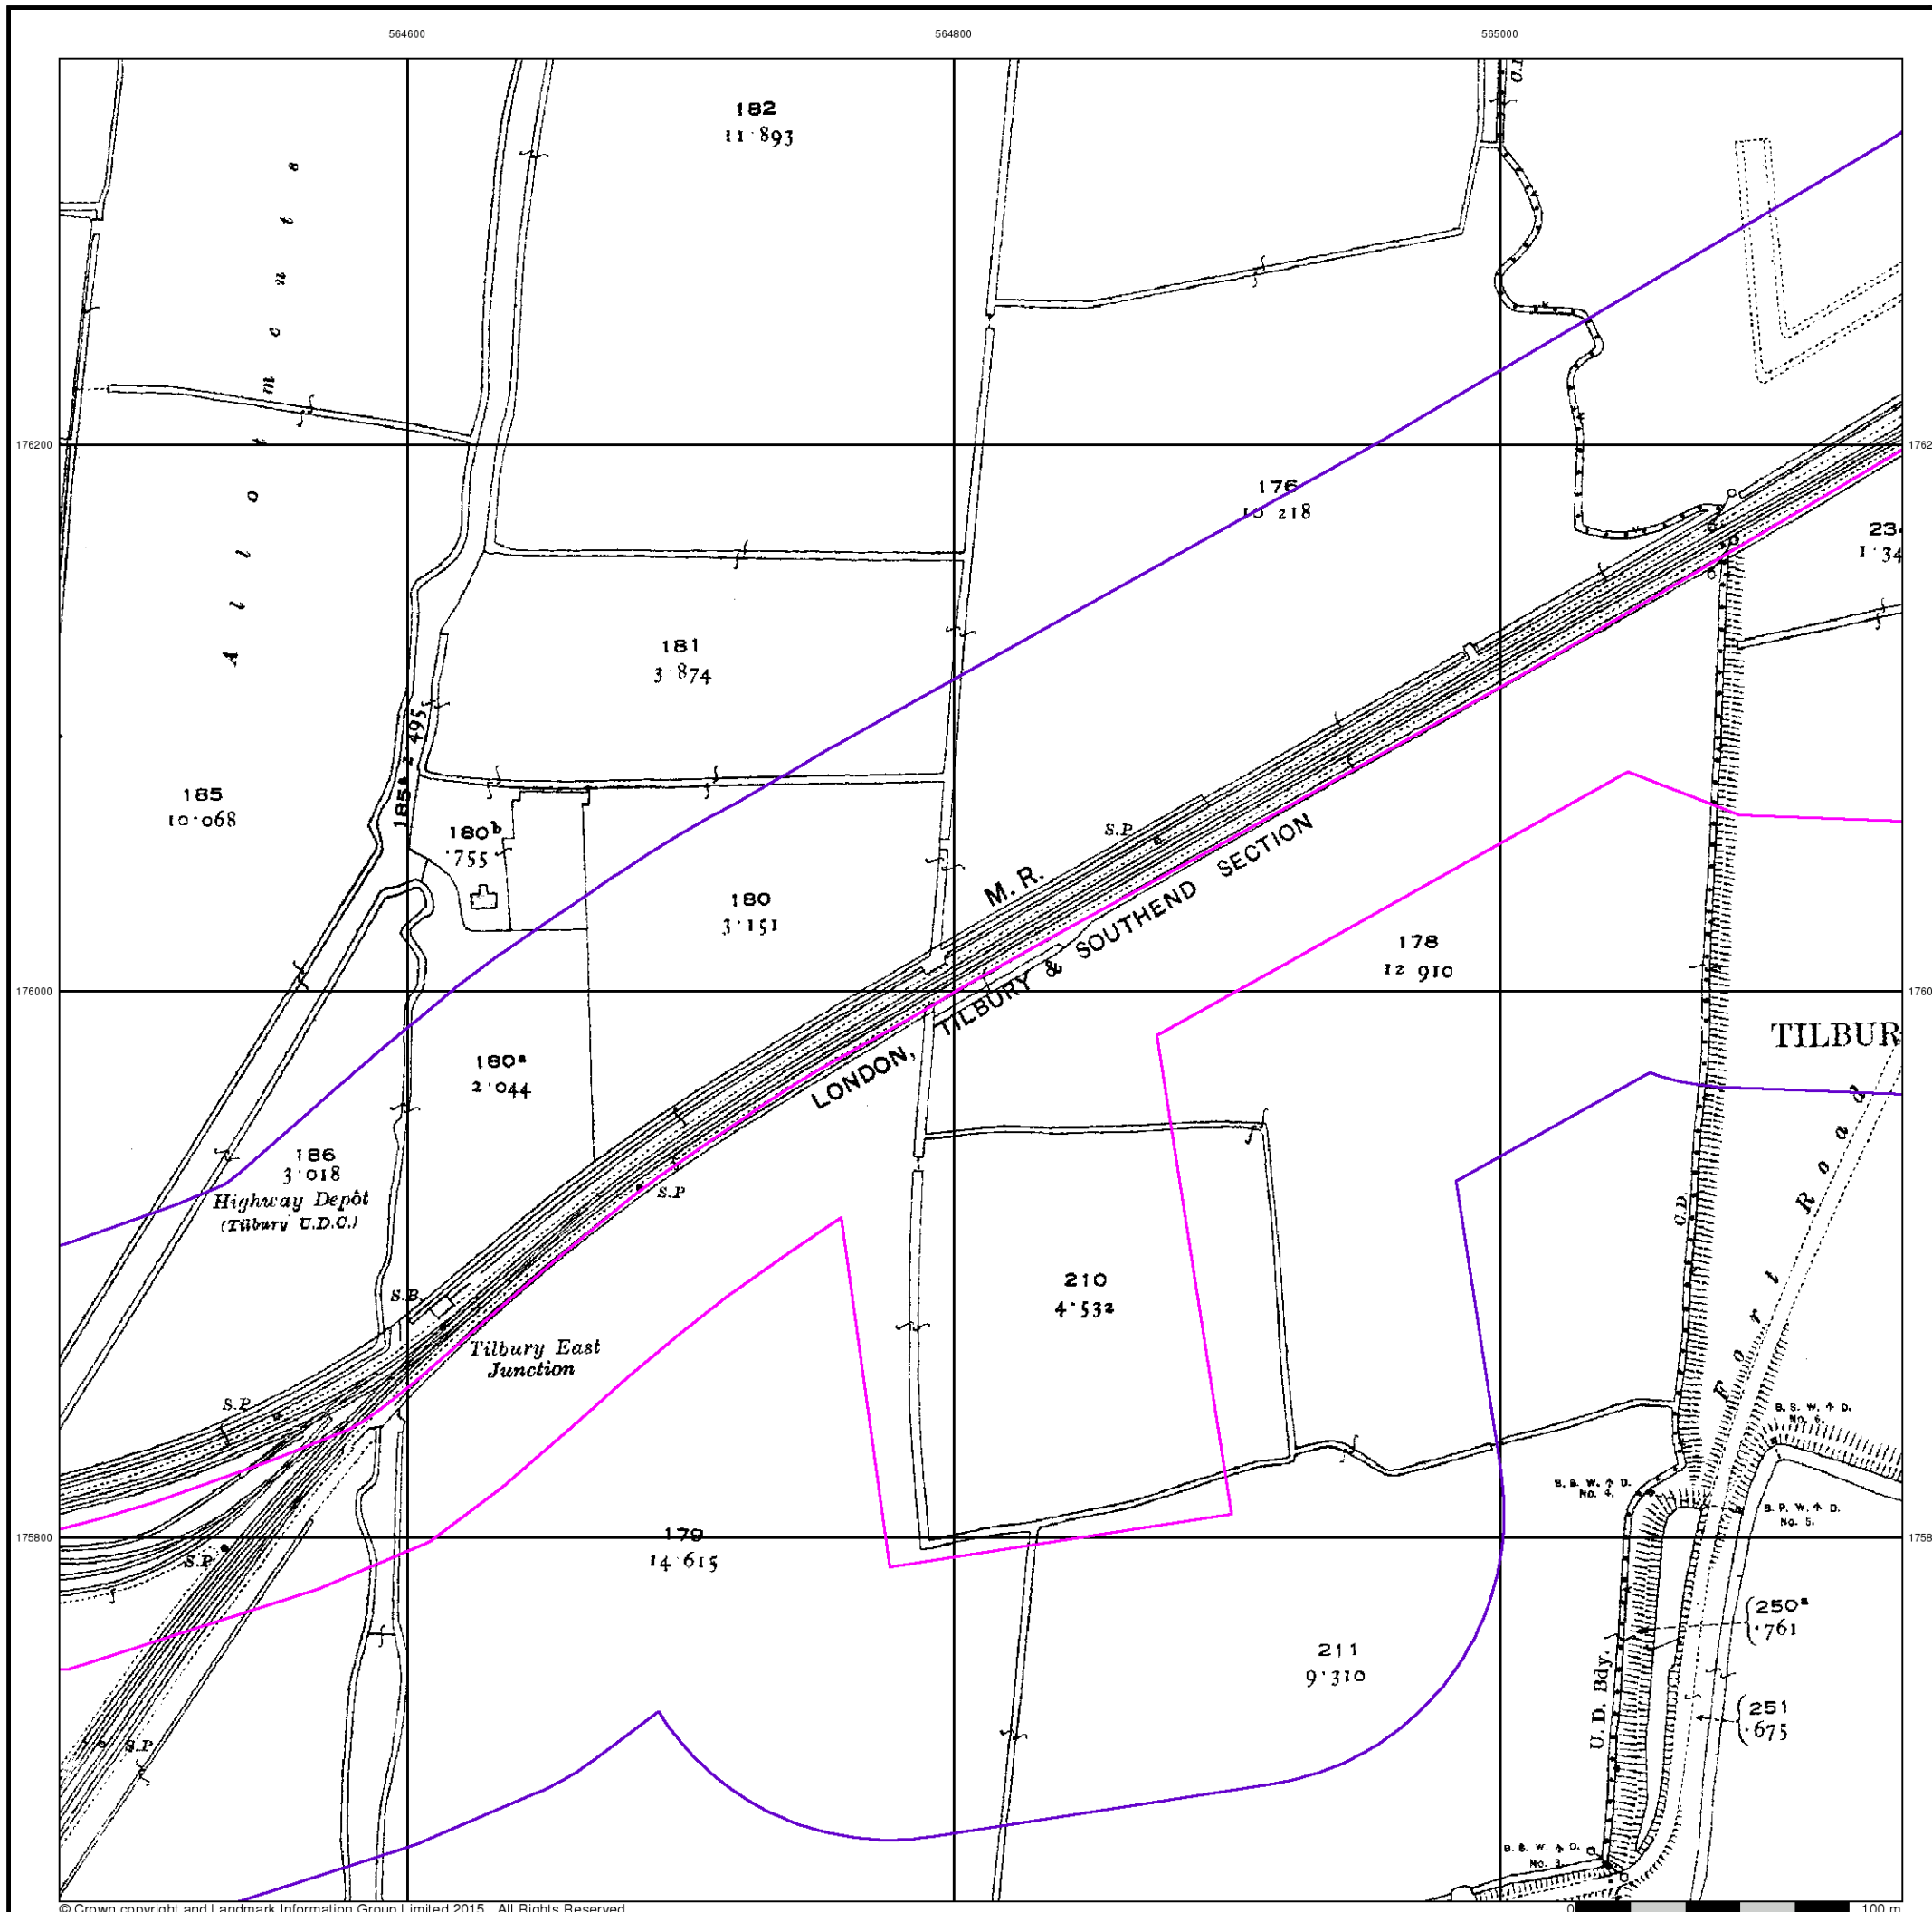 564600
564800
565000
182
11·893
Allotments
176200
176
10·218
181
3·874
185ª 2·495
185
10·068
180ᵇ
·755
180
3·151
S.P.
M. R.
LONDON, TILBURY & SOUTHEND SECTION
178
12·910
176000
TILBUR
180ª
2·044
186
3·018
Highway Depôt
(Tilbury U.D.C.)
S.P
C.D.
Fort Road
S.B.
Tilbury East
Junction
210
4·532
S.P
B. S. W. ↑ D.
No. 6.
B. S. W. ↑ D.
No. 4.
B. P. W. ↑ D.
No. 5.
175800
S.P
179
14·615
211
9·310
250ª
·761
U. D. Bdy.
251
·675
S.P
B. S. W. ↑ D.
No. 3
© Crown copyright and Landmark Information Group Limited 2015. All Rights Reserved
0
100 m